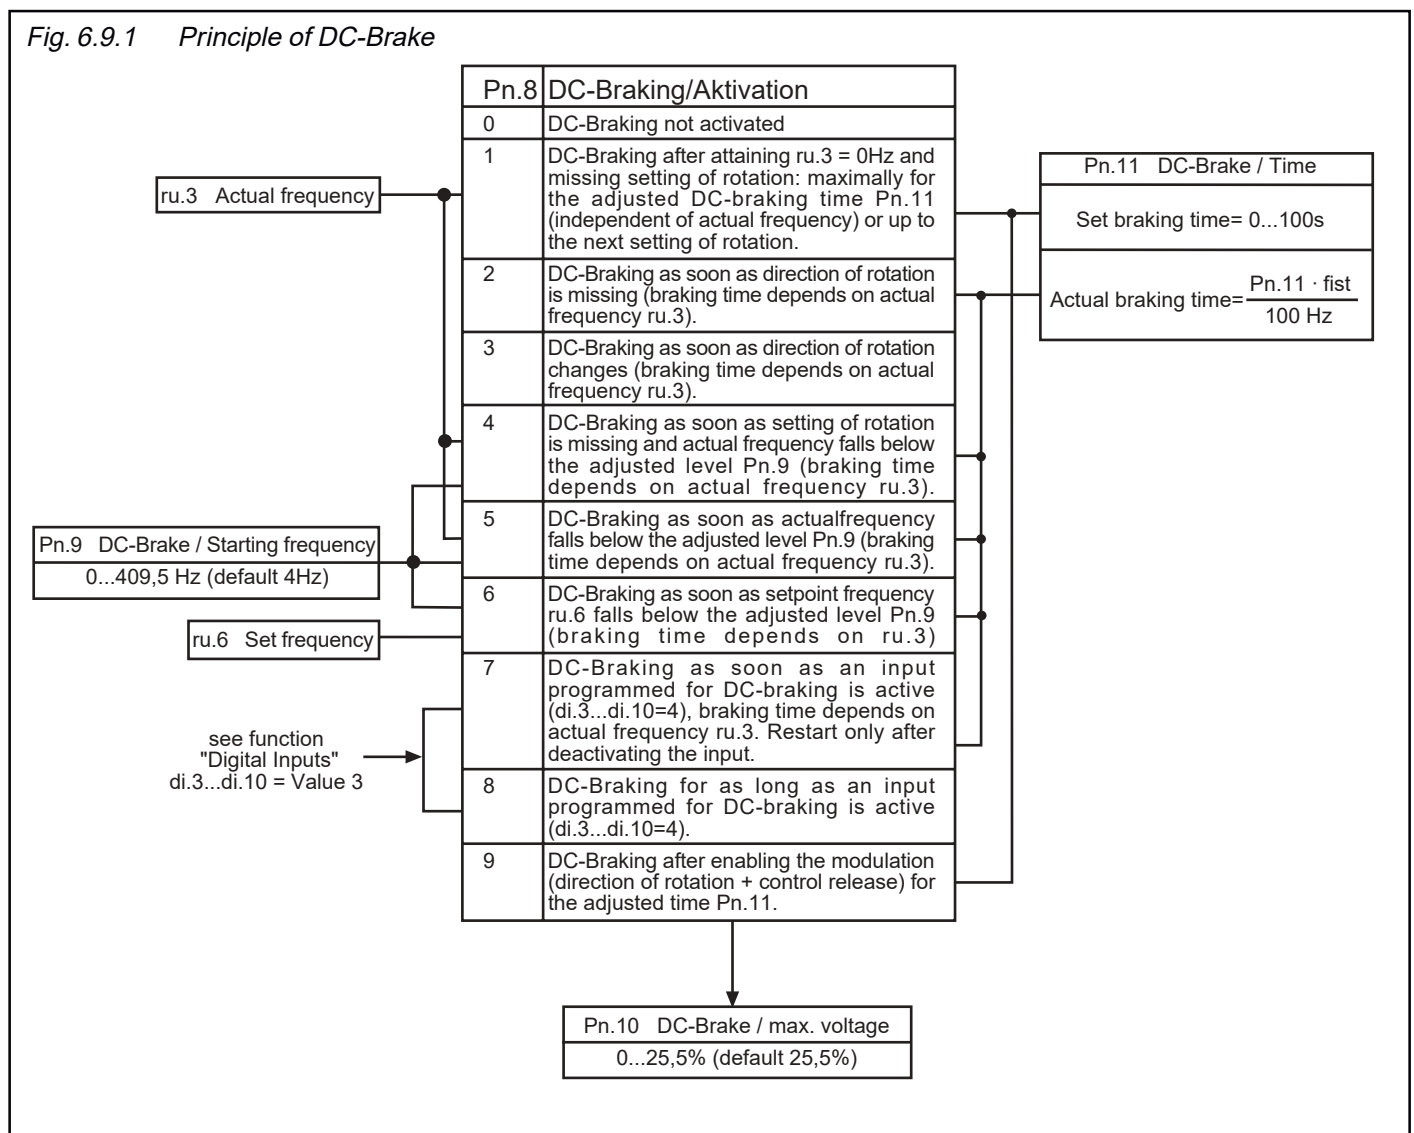 Fig. 6.9.1 Principle of DC-Brake
Pn.8 DC-Braking/Aktivation
0 DC-Braking not activated
1 DC-Braking after attaining ru.3 = 0Hz and
missing setting of rotation: maximally for
the adjusted DC-braking time Pn.11
(independent of actual frequency) or up to
the next setting of rotation.
2 DC-Braking as soon as direction of rotation
is missing (braking time depends on actual
frequency ru.3).
3 DC-Braking as soon as direction of rotation
changes (braking time depends on actual
frequency ru.3).
4 DC-Braking as soon as setting of rotation
is missing and actual frequency falls below
the adjusted level Pn.9 (braking time
depends on actual frequency ru.3).
5 DC-Braking as soon as actualfrequency
falls below the adjusted level Pn.9 (braking
time depends on actual frequency ru.3).
6 DC-Braking as soon as setpoint frequency
ru.6 falls below the adjusted level Pn.9
(braking time depends on ru.3)
7 DC-Braking as soon as an input
programmed for DC-braking is active
(di.3...di.10=4), braking time depends on
actual frequency ru.3. Restart only after
deactivating the input.
8 DC-Braking for as long as an input
programmed for DC-braking is active
(di.3...di.10=4).
9 DC-Braking after enabling the modulation
(direction of rotation + control release) for
the adjusted time Pn.11.
ru.3 Actual frequency
Pn.9 DC-Brake / Starting frequency
0...409,5 Hz (default 4Hz)
ru.6 Set frequency
see function
"Digital Inputs"
di.3...di.10 = Value 3
Pn.11 DC-Brake / Time
Set braking time= 0...100s
Actual braking time= Pn.11 · fist
100 Hz
Pn.10 DC-Brake / max. voltage
0...25,5% (default 25,5%)